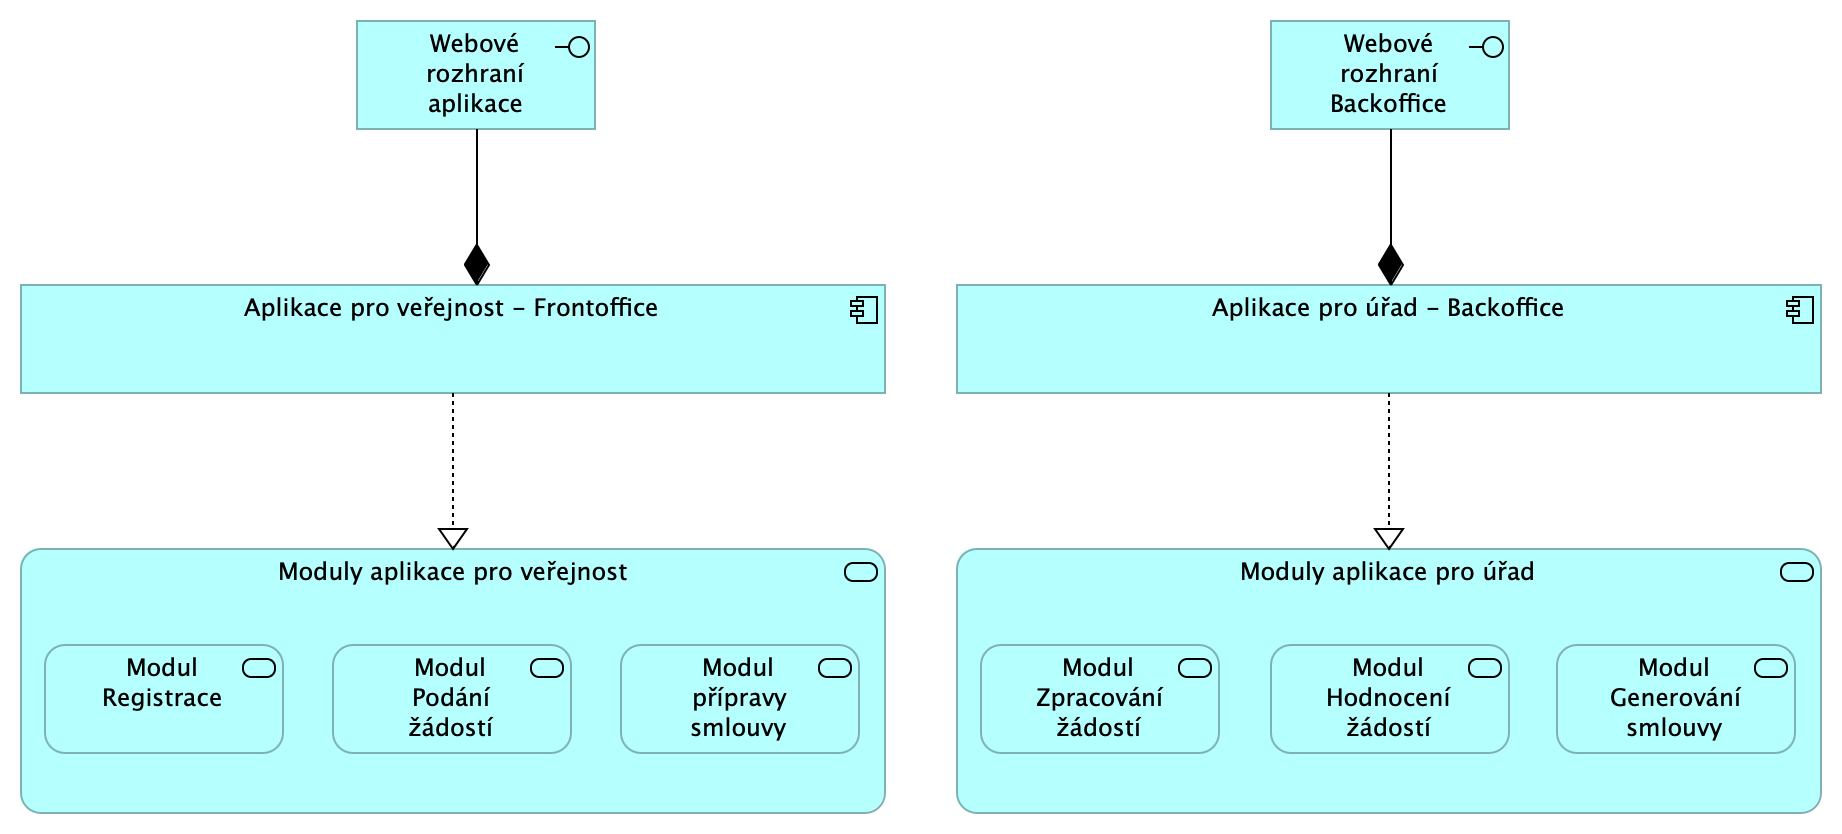 Webové
rozhraní
aplikace
Webové
rozhraní
Backoffice
Aplikace pro veřejnost - Frontoffice
Aplikace pro úřad - Backoffice
Moduly aplikace pro veřejnost
Modul
Registrace
Modul
Podání
žádostí
Modul
přípravy
smlouvy
Moduly aplikace pro úřad
Modul
Zpracování
žádostí
Modul
Hodnocení
žádostí
Modul
Generování
smlouvy